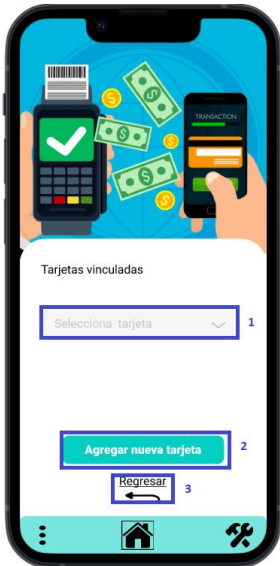 TRANSACTION
Tarjetas vinculadas
Selecciona tarjeta
1
Agregar nueva tarjeta
2
Regresar
3